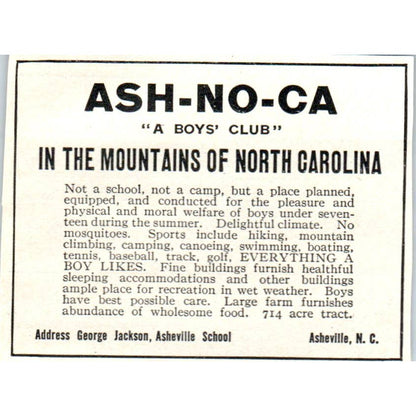 ASH-NO-CA
"A BOYS' CLUB"
IN THE MOUNTAINS OF NORTH CAROLINA
Not a school, not a camp, but a place planned,
equipped, and conducted for the pleasure and
physical and moral welfare of boys under seven-
teen during the summer. Delightful climate. No
mosquitoes. Sports include hiking, mountain
climbing, camping, canoeing, swimming, boating,
tennis, baseball, track, golf, EVERYTHING A
BOY LIKES. Fine buildings furnish healthful
sleeping accommodations and other buildings
ample place for recreation in wet weather. Boys
have best possible care. Large farm furnishes
abundance of wholesome food. 714 acre tract.
Address George Jackson, Asheville School Asheville, N. C.